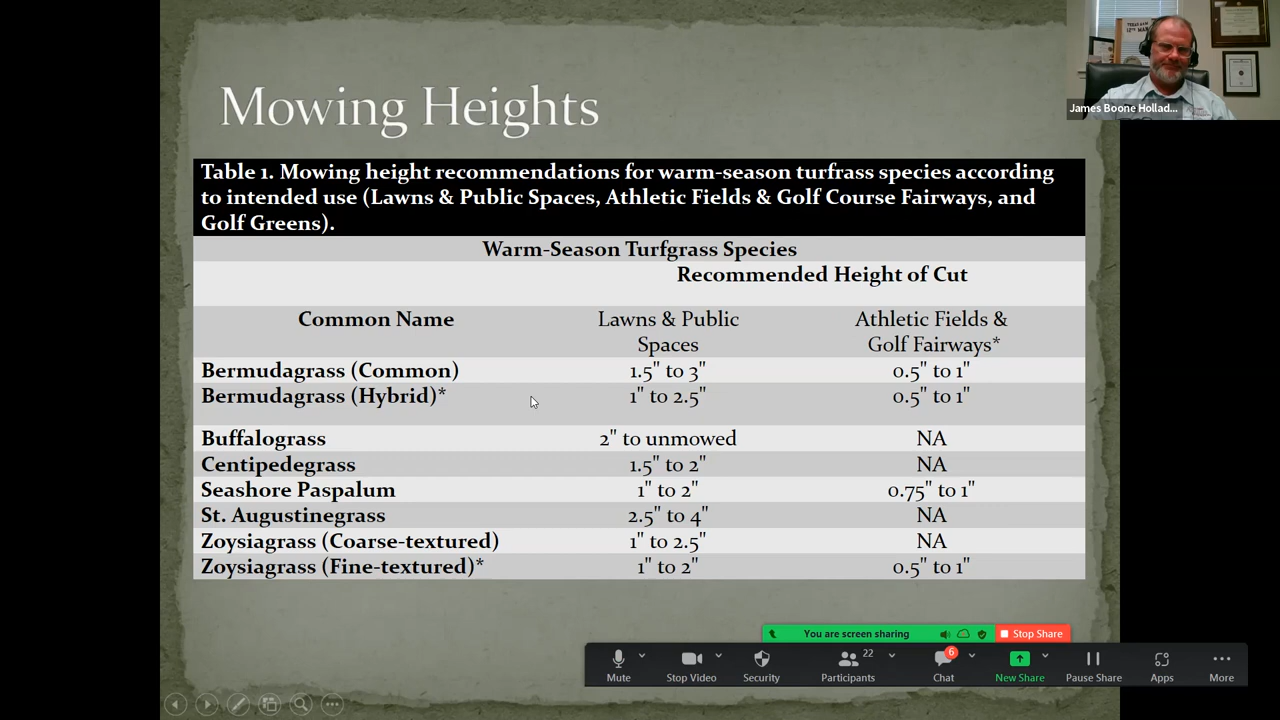 Mowing Heights
TEXAS A&M
12TH MAN
James Boone Hollad...
Table 1. Mowing height recommendations for warm-season turfrass species according
to intended use (Lawns & Public Spaces, Athletic Fields & Golf Course Fairways, and
Golf Greens).
Warm-Season Turfgrass Species
Recommended Height of Cut
Common Name
Lawns & Public
Spaces
Athletic Fields &
Golf Fairways*
Bermudagrass (Common) 1.5" to 3" 0.5" to 1"
Bermudagrass (Hybrid)* 1" to 2.5" 0.5" to 1"
Buffalograss 2" to unmowed NA
Centipedegrass 1.5" to 2" NA
Seashore Paspalum 1" to 2" 0.75" to 1"
St. Augustinegrass 2.5" to 4" NA
Zoysiagrass (Coarse-textured) 1" to 2.5" NA
Zoysiagrass (Fine-textured)* 1" to 2" 0.5" to 1"
You are screen sharing Stop Share
22 6
Mute Stop Video Security Participants Chat New Share Pause Share Apps More